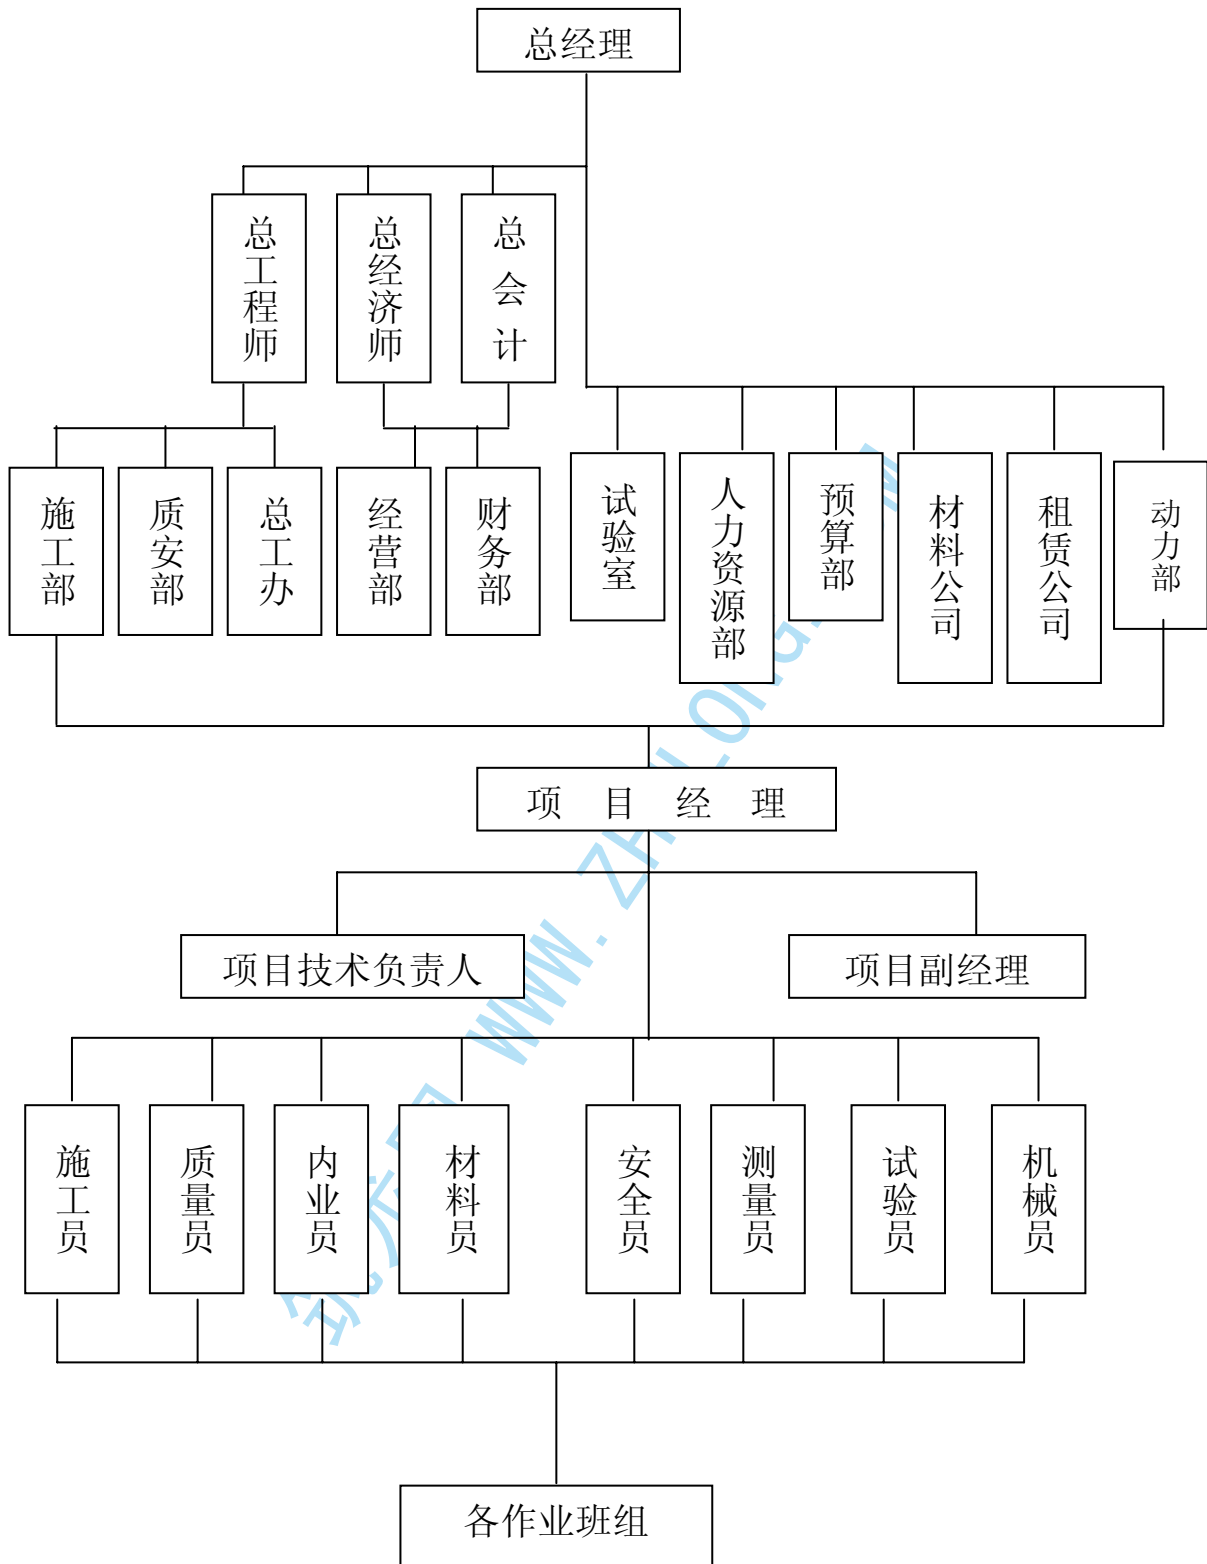 总经理
总工程师
总经济师
总会计
施工部
质安部
总工办
经营部
财务部
试验室
人力资源部
预算部
材料公司
租赁公司
动力部
项目经理
项目技术负责人
项目副经理
施工员
质量员
内业员
材料员
安全员
测量员
试验员
机械员
各作业班组